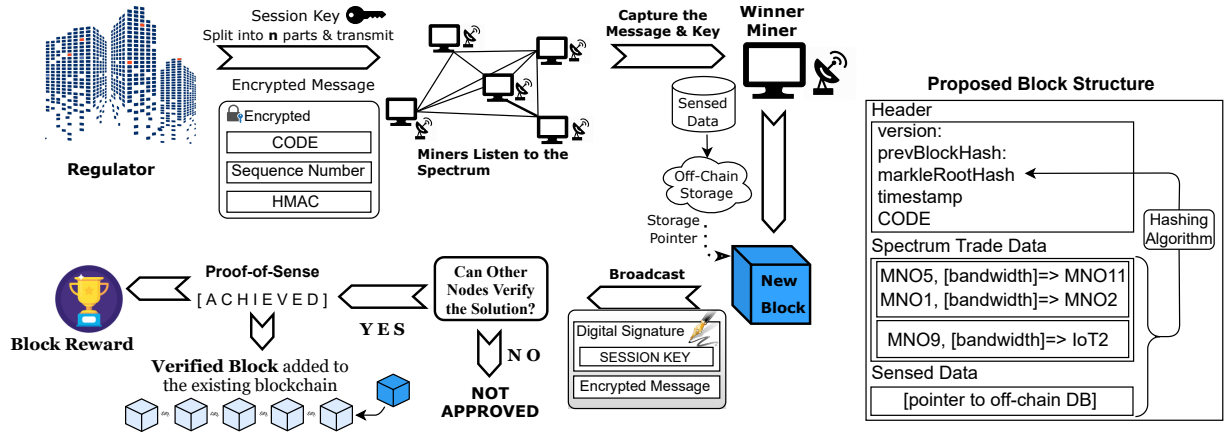 Session Key
Split into n parts & transmit
Encrypted Message
Encrypted
CODE
Sequence Number
HMAC
Regulator
Miners Listen to the
Spectrum
Capture the
Message & Key
Winner
Miner
Sensed
Data
Off-Chain
Storage
Storage
Pointer
New
Block
Broadcast
Digital Signature
SESSION KEY
Encrypted Message
Can Other
Nodes Verify
the Solution?
YES
NO
NOT
APPROVED
Proof-of-Sense
[ACHIEVED]
Block Reward
Verified Block added to
the existing blockchain
Proposed Block Structure
Header
version:
prevBlockHash:
markleRootHash
timestamp
CODE
Hashing
Algorithm
Spectrum Trade Data
MNO5, [bandwidth]=> MNO11
MNO1, [bandwidth]=> MNO2
MNO9, [bandwidth]=> IoT2
Sensed Data
[pointer to off-chain DB]